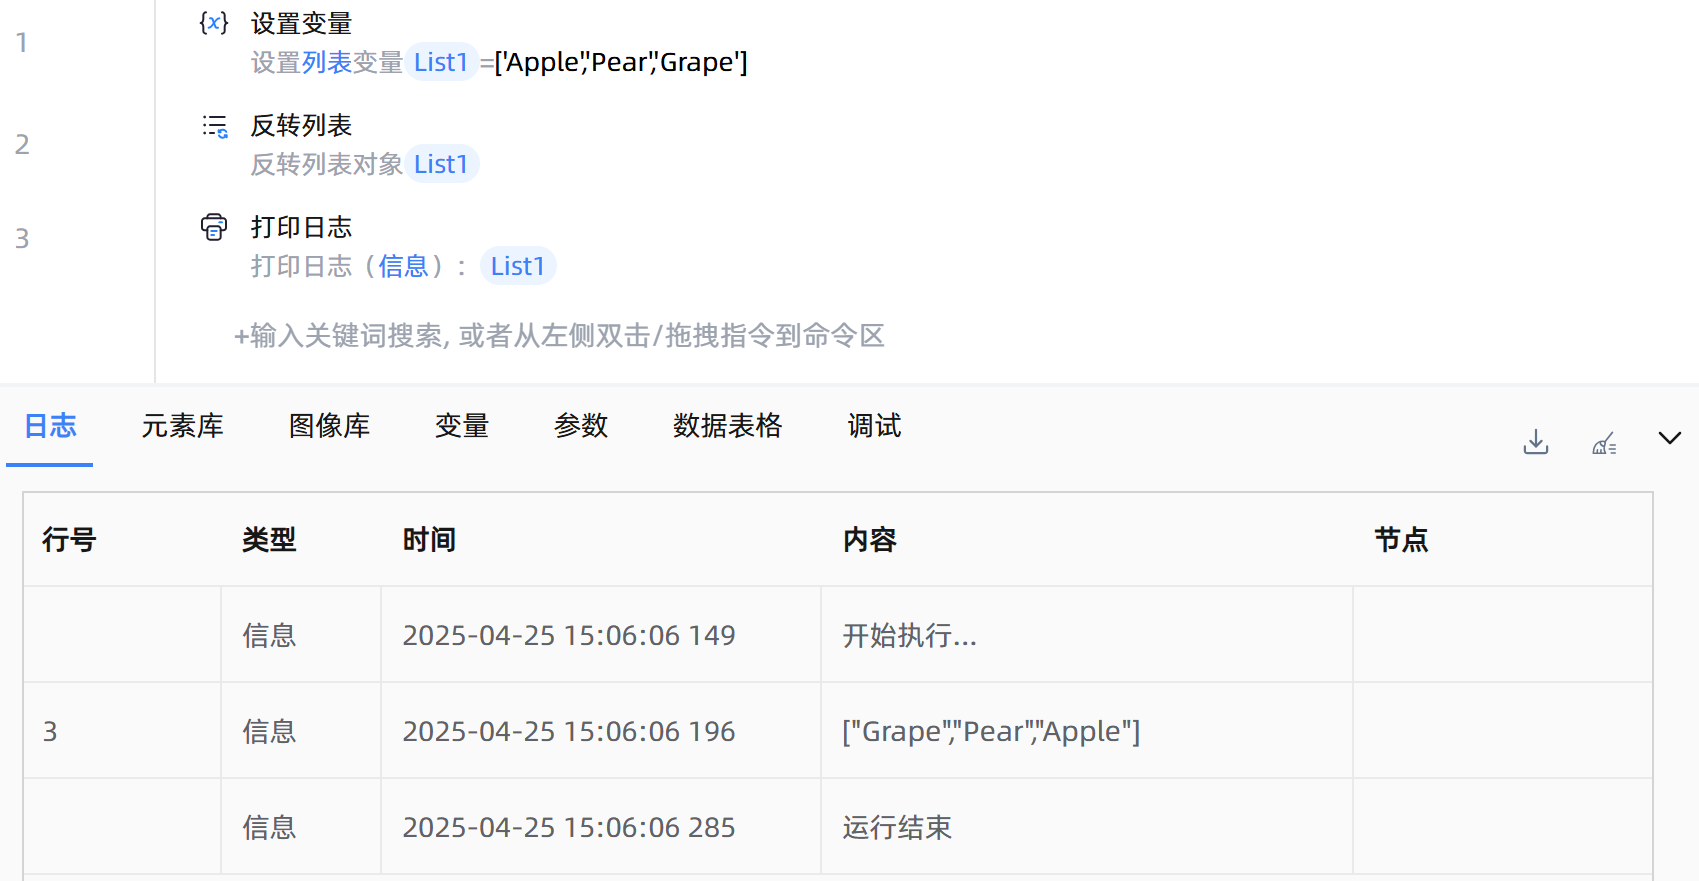 1
设置变量
设置列表变量 List1 =['Apple','Pear','Grape']
2
反转列表
反转列表对象 List1
3
打印日志
打印日志（信息）： List1
+输入关键词搜索, 或者从左侧双击/拖拽指令到命令区
日志 元素库 图像库 变量 参数 数据表格 调试
行号 类型 时间 内容 节点
信息 2025-04-25 15:06:06 149 开始执行...
3 信息 2025-04-25 15:06:06 196 ["Grape","Pear","Apple"]
信息 2025-04-25 15:06:06 285 运行结束